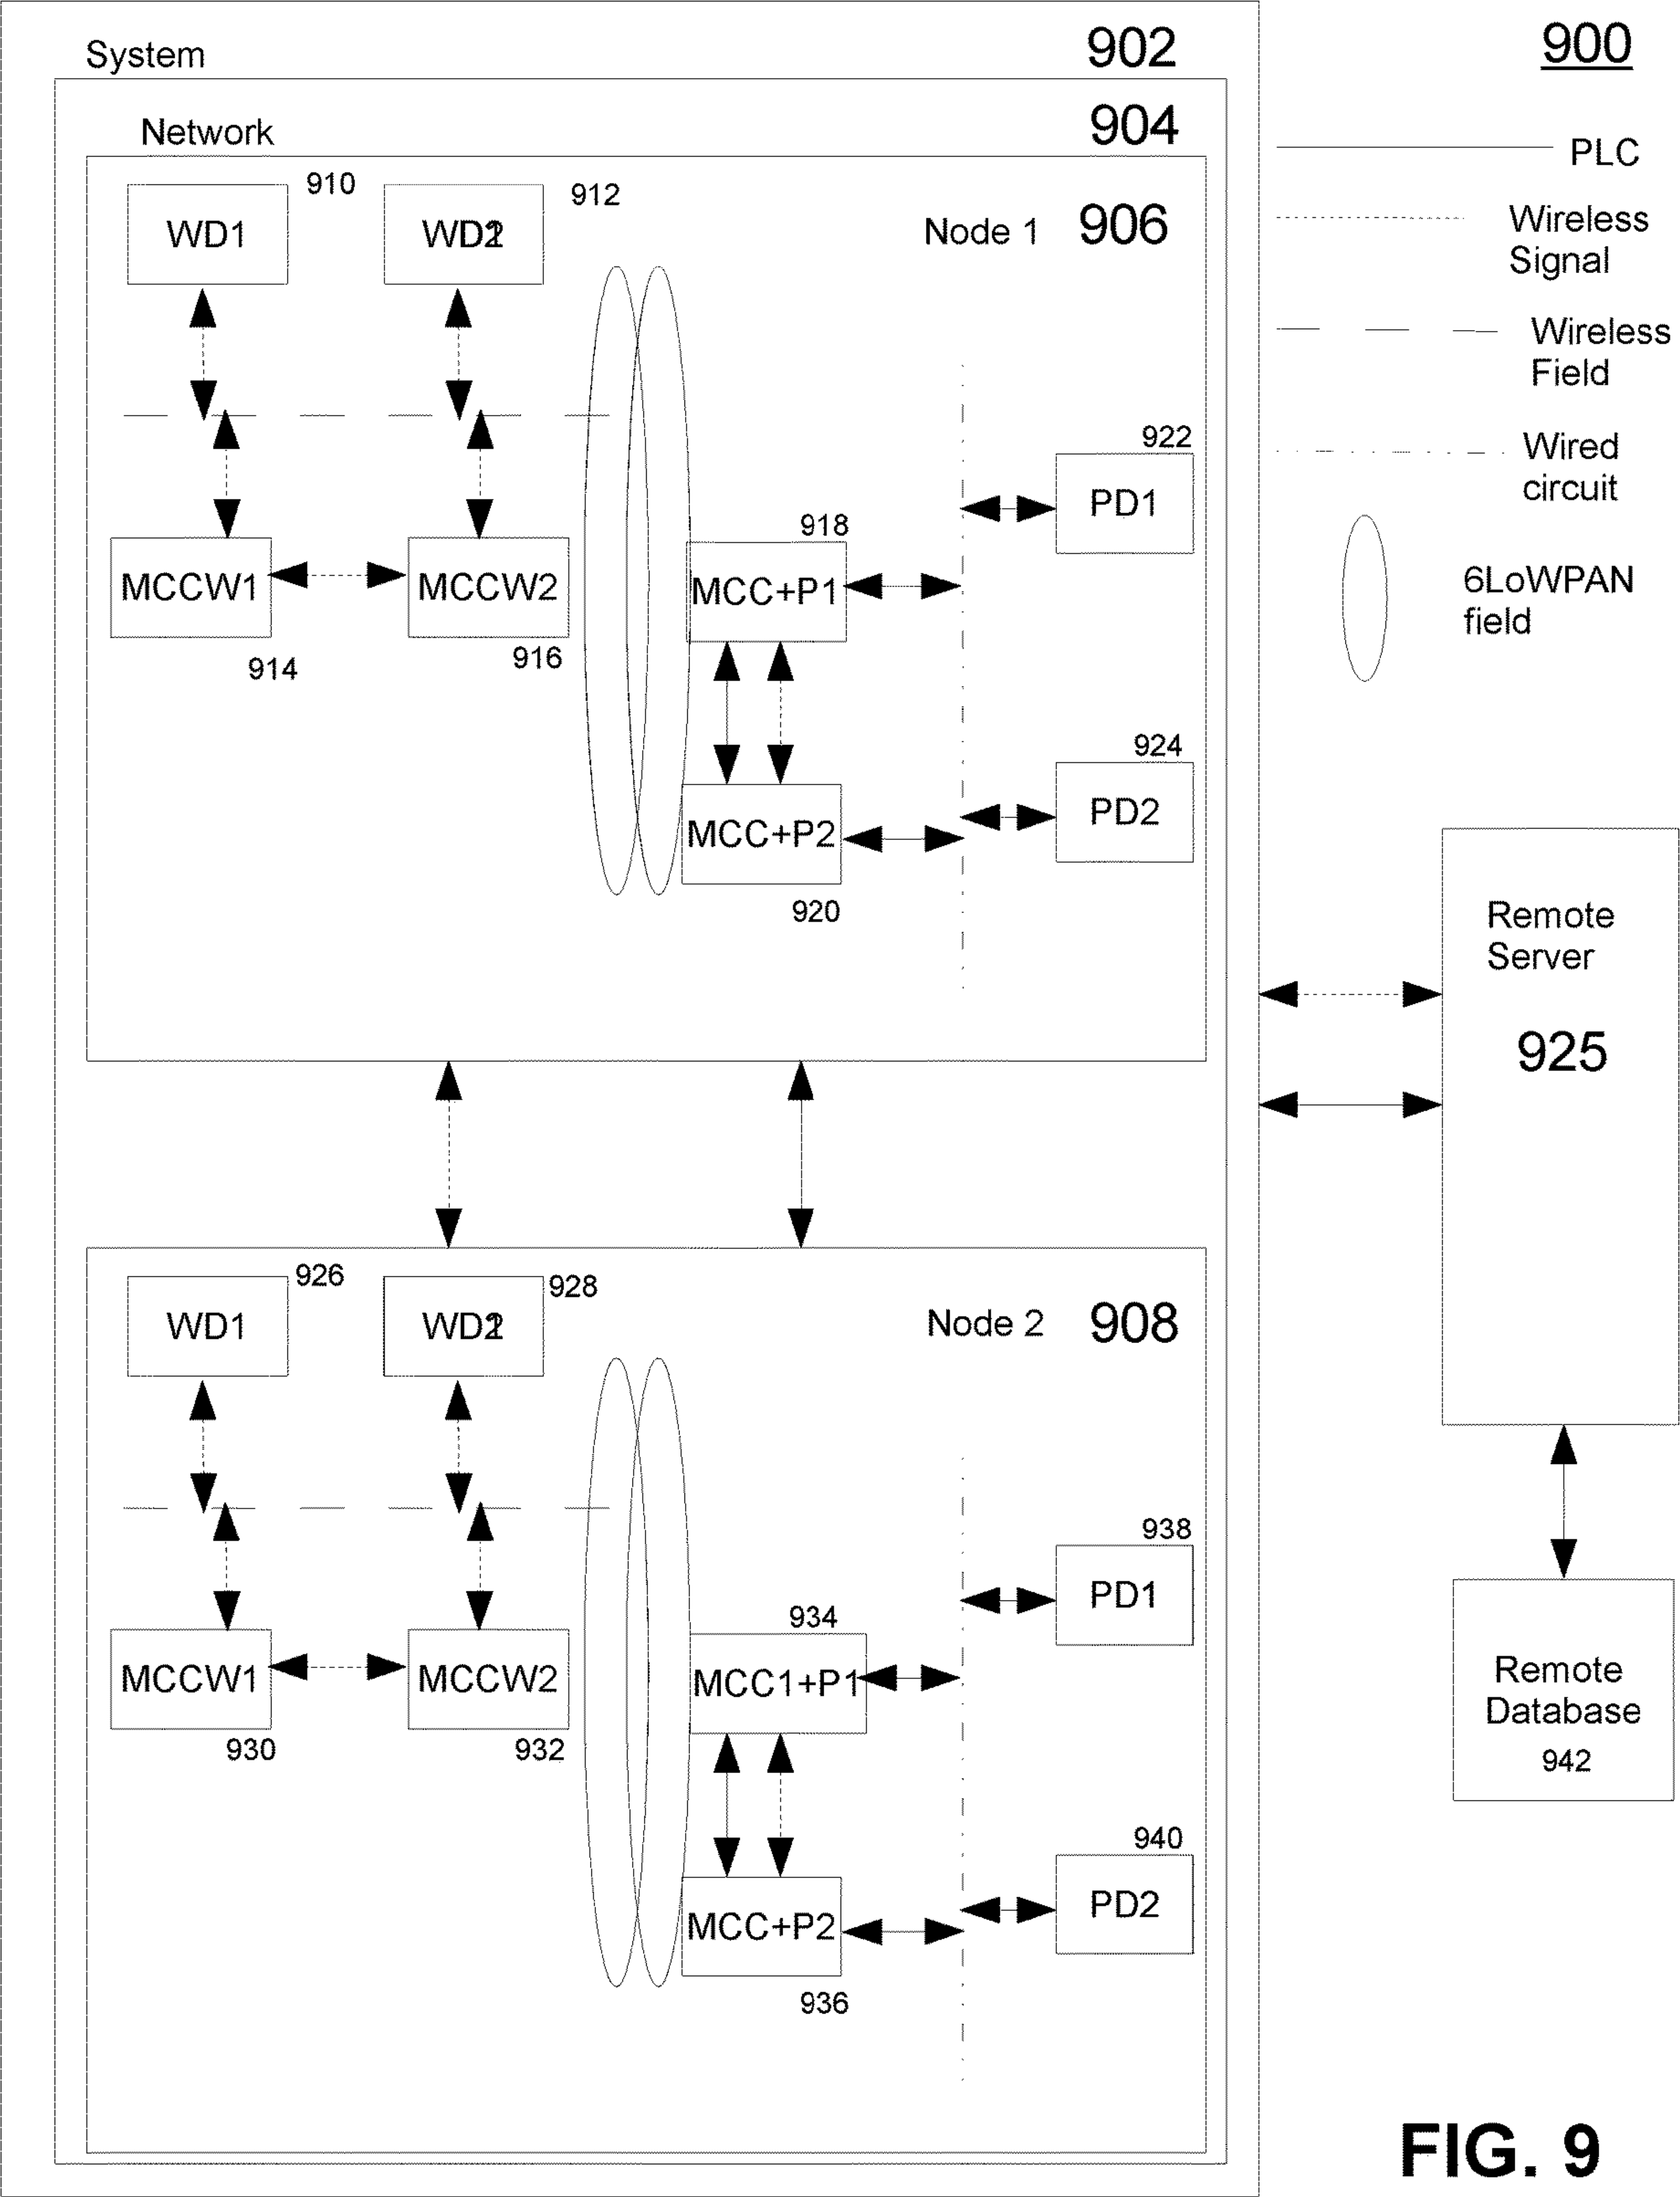 System 902
900
Network 904
PLC
Wireless
Signal
Wireless
Field
Wired
circuit
6LoWPAN
field
910
912
WD1
Node 1 906
922
PD1
918
MCCW1
MCCW2
MCC+P1
914
916
924
PD2
MCC+P2
920
Remote
Server
925
926
928
WD1
Node 2 908
938
PD1
934
MCCW1
MCCW2
MCC1+P1
930
932
940
PD2
MCC+P2
936
Remote
Database
942
FIG. 9